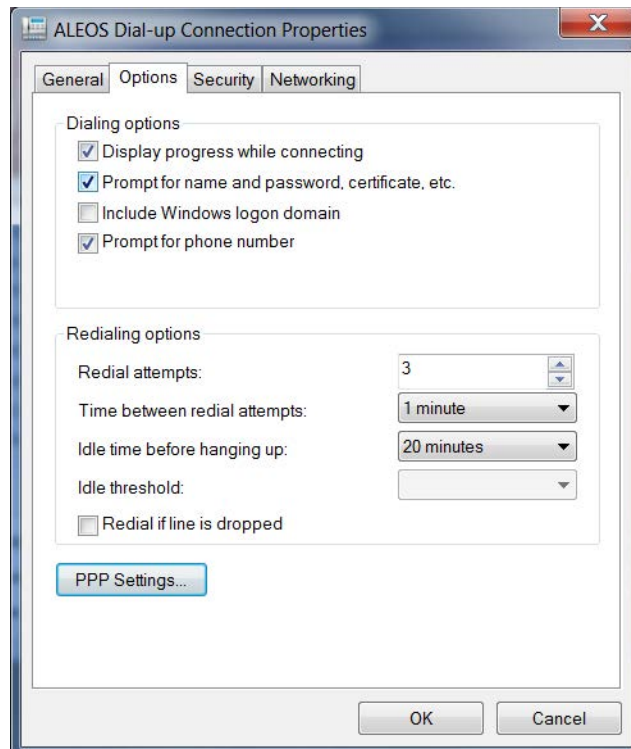 ALEOS Dial-up Connection Properties
General Options Security Networking
Dialing options
Display progress while connecting
Prompt for name and password, certificate, etc.
Include Windows logon domain
Prompt for phone number
Redialing options
Redial attempts: 3
Time between redial attempts: 1 minute
Idle time before hanging up: 20 minutes
Idle threshold:
Redial if line is dropped
PPP Settings...
OK Cancel